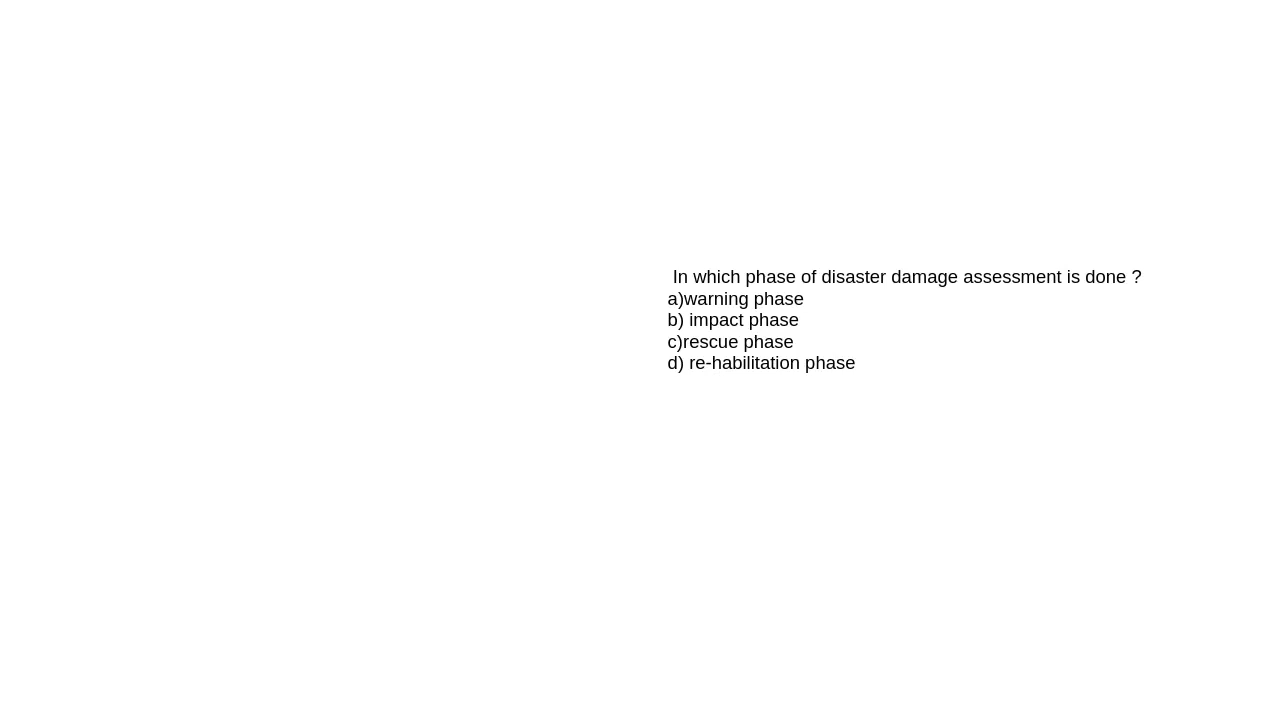 In which phase of disaster damage assessment is done ?
a)warning phase
b) impact phase
c)rescue phase
d) re-habilitation phase